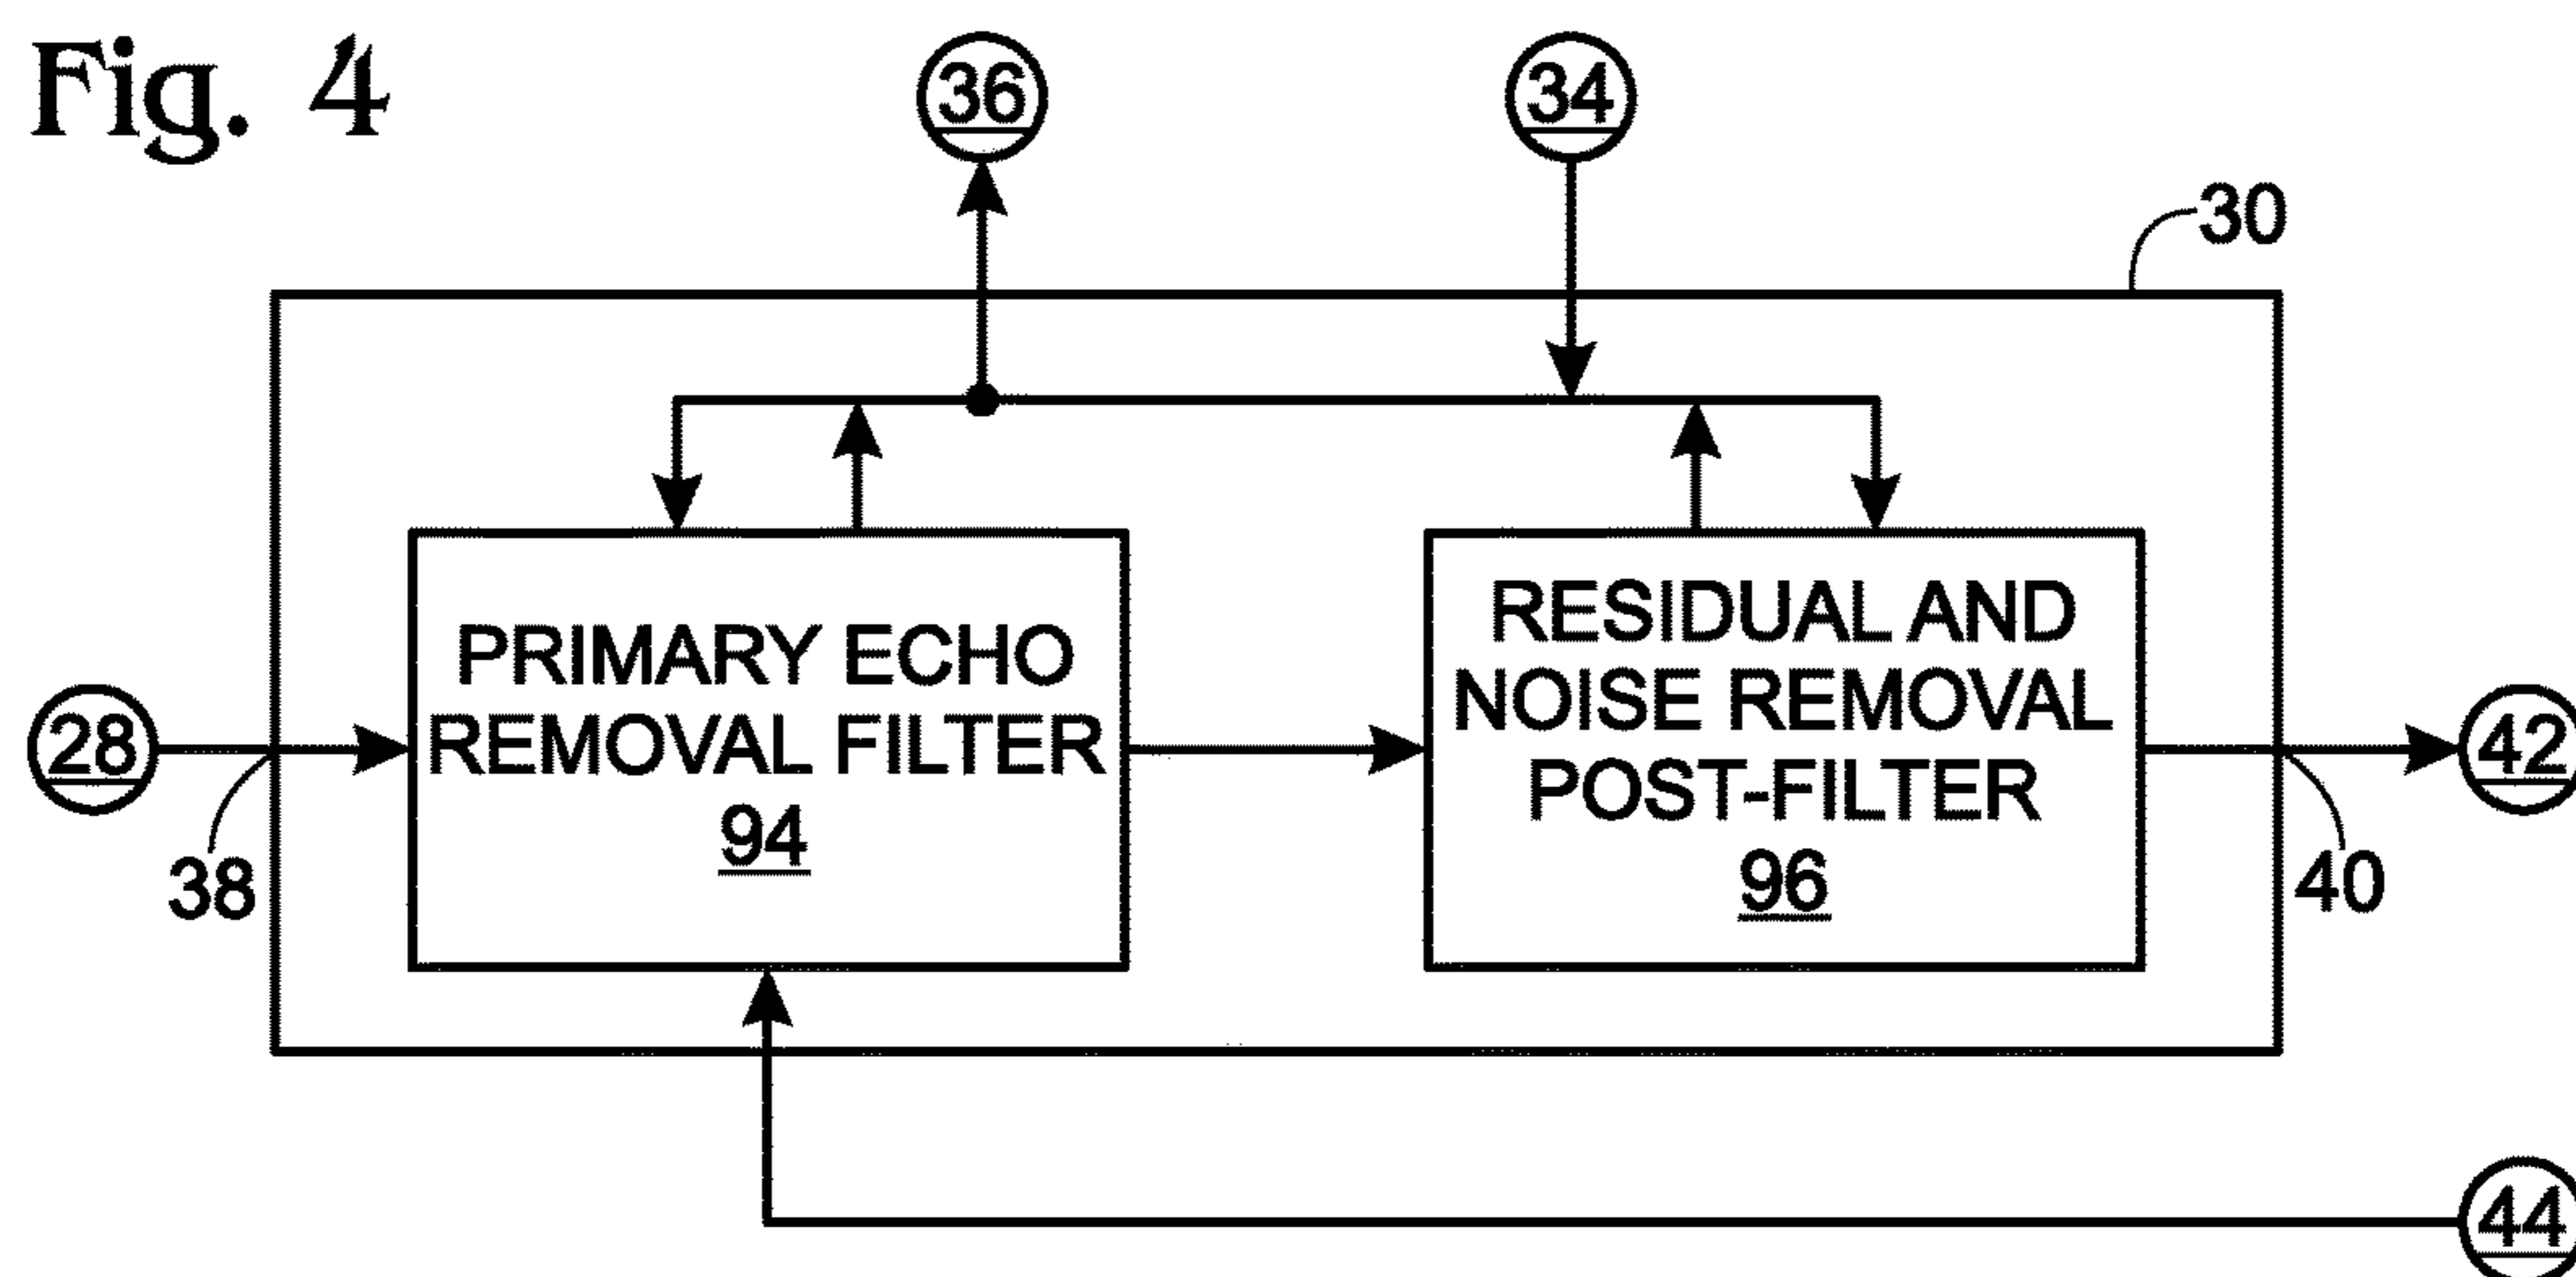 Fig. 4
36
34
30
PRIMARY ECHO
REMOVAL FILTER
94
RESIDUAL AND
NOISE REMOVAL
POST-FILTER
96
28
38
42
40
44